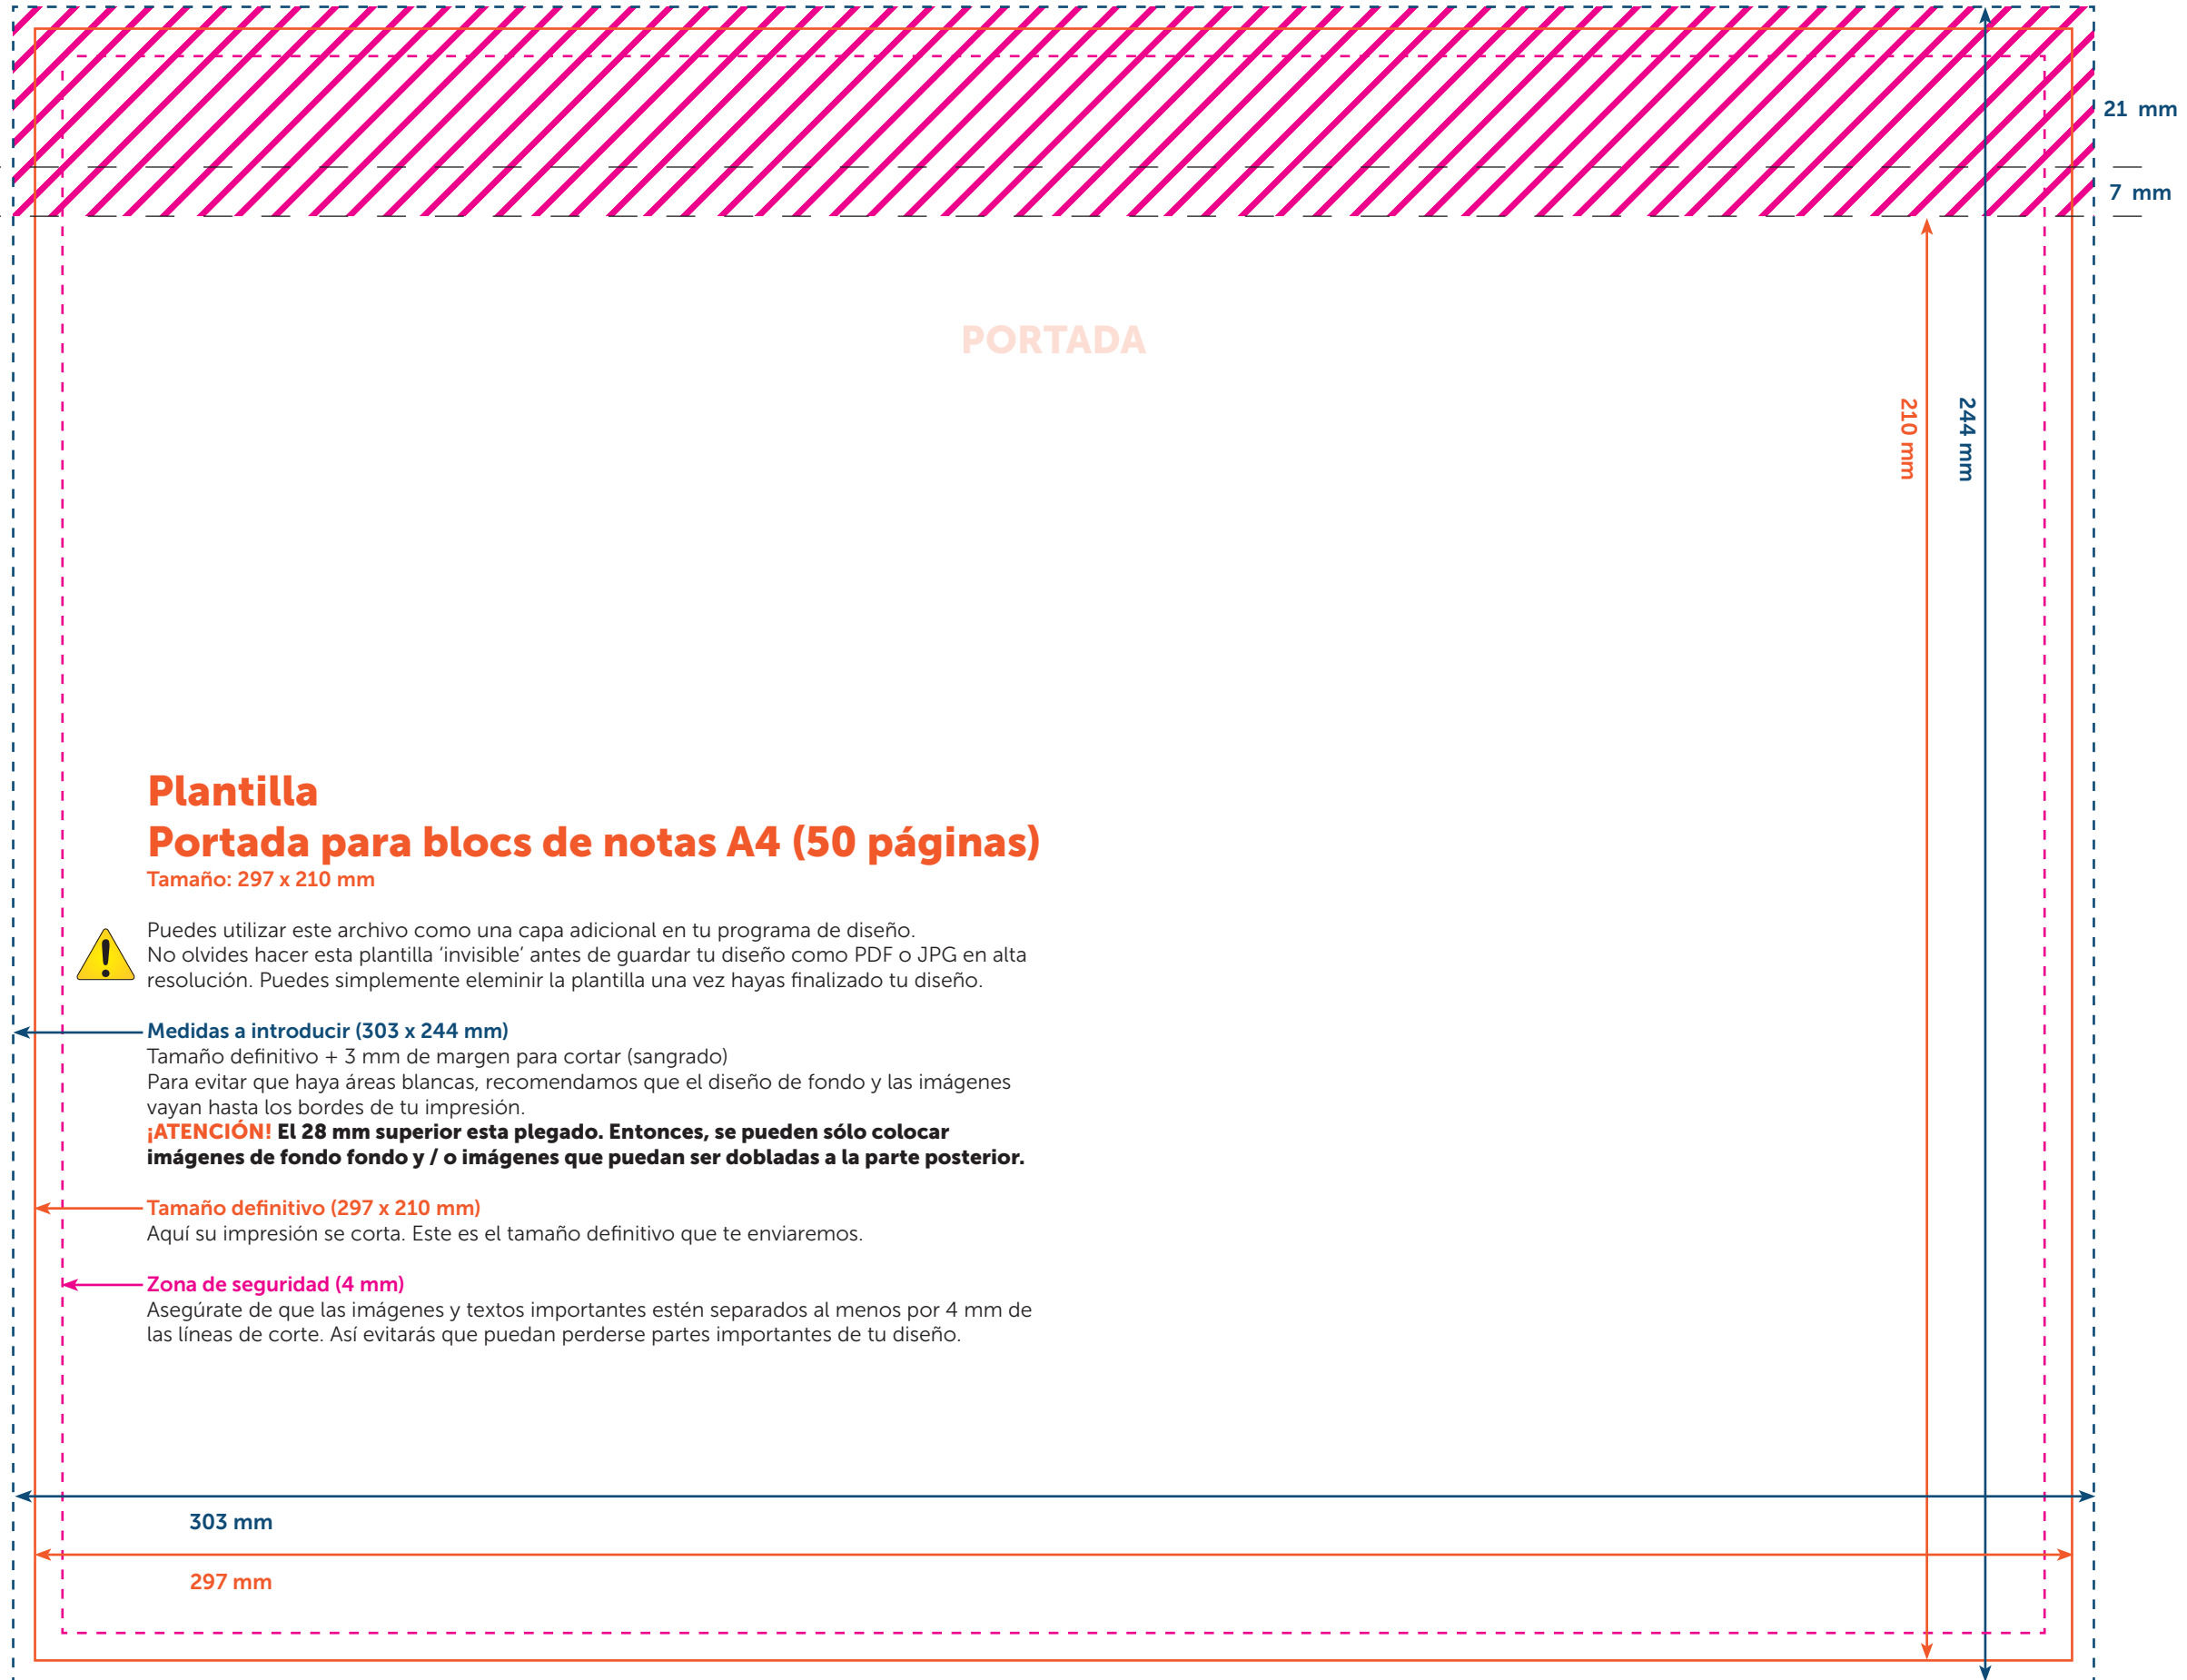 21 mm
7 mm
PORTADA
210 mm
244 mm
Plantilla
Portada para blocs de notas A4 (50 páginas)
Tamaño: 297 x 210 mm
Puedes utilizar este archivo como una capa adicional en tu programa de diseño.
No olvides hacer esta plantilla ‘invisible’ antes de guardar tu diseño como PDF o JPG en alta
resolución. Puedes simplemente eleminir la plantilla una vez hayas finalizado tu diseño.
Medidas a introducir (303 x 244 mm)
Tamaño definitivo + 3 mm de margen para cortar (sangrado)
Para evitar que haya áreas blancas, recomendamos que el diseño de fondo y las imágenes
vayan hasta los bordes de tu impresión.
¡ATENCIÓN! El 28 mm superior esta plegado. Entonces, se pueden sólo colocar
imágenes de fondo fondo y / o imágenes que puedan ser dobladas a la parte posterior.
Tamaño definitivo (297 x 210 mm)
Aquí su impresión se corta. Este es el tamaño definitivo que te enviaremos.
Zona de seguridad (4 mm)
Asegúrate de que las imágenes y textos importantes estén separados al menos por 4 mm de
las líneas de corte. Así evitarás que puedan perderse partes importantes de tu diseño.
303 mm
297 mm